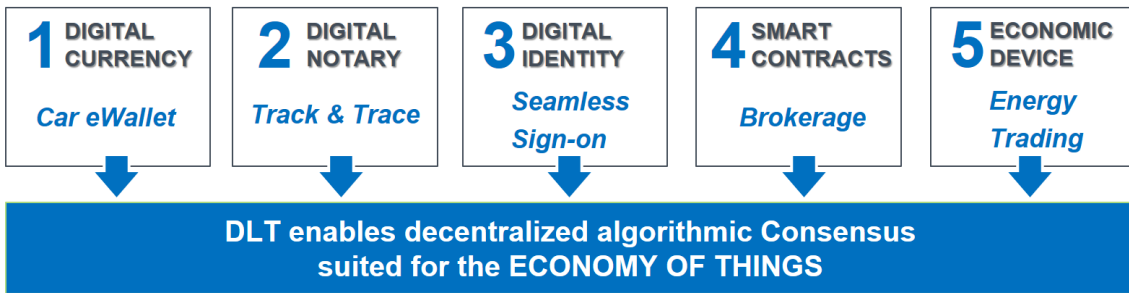 1 DIGITAL
CURRENCY
Car eWallet
2 DIGITAL
NOTARY
Track & Trace
3 DIGITAL
IDENTITY
Seamless
Sign-on
4 SMART
CONTRACTS
Brokerage
5 ECONOMIC
DEVICE
Energy
Trading
DLT enables decentralized algorithmic Consensus
suited for the ECONOMY OF THINGS